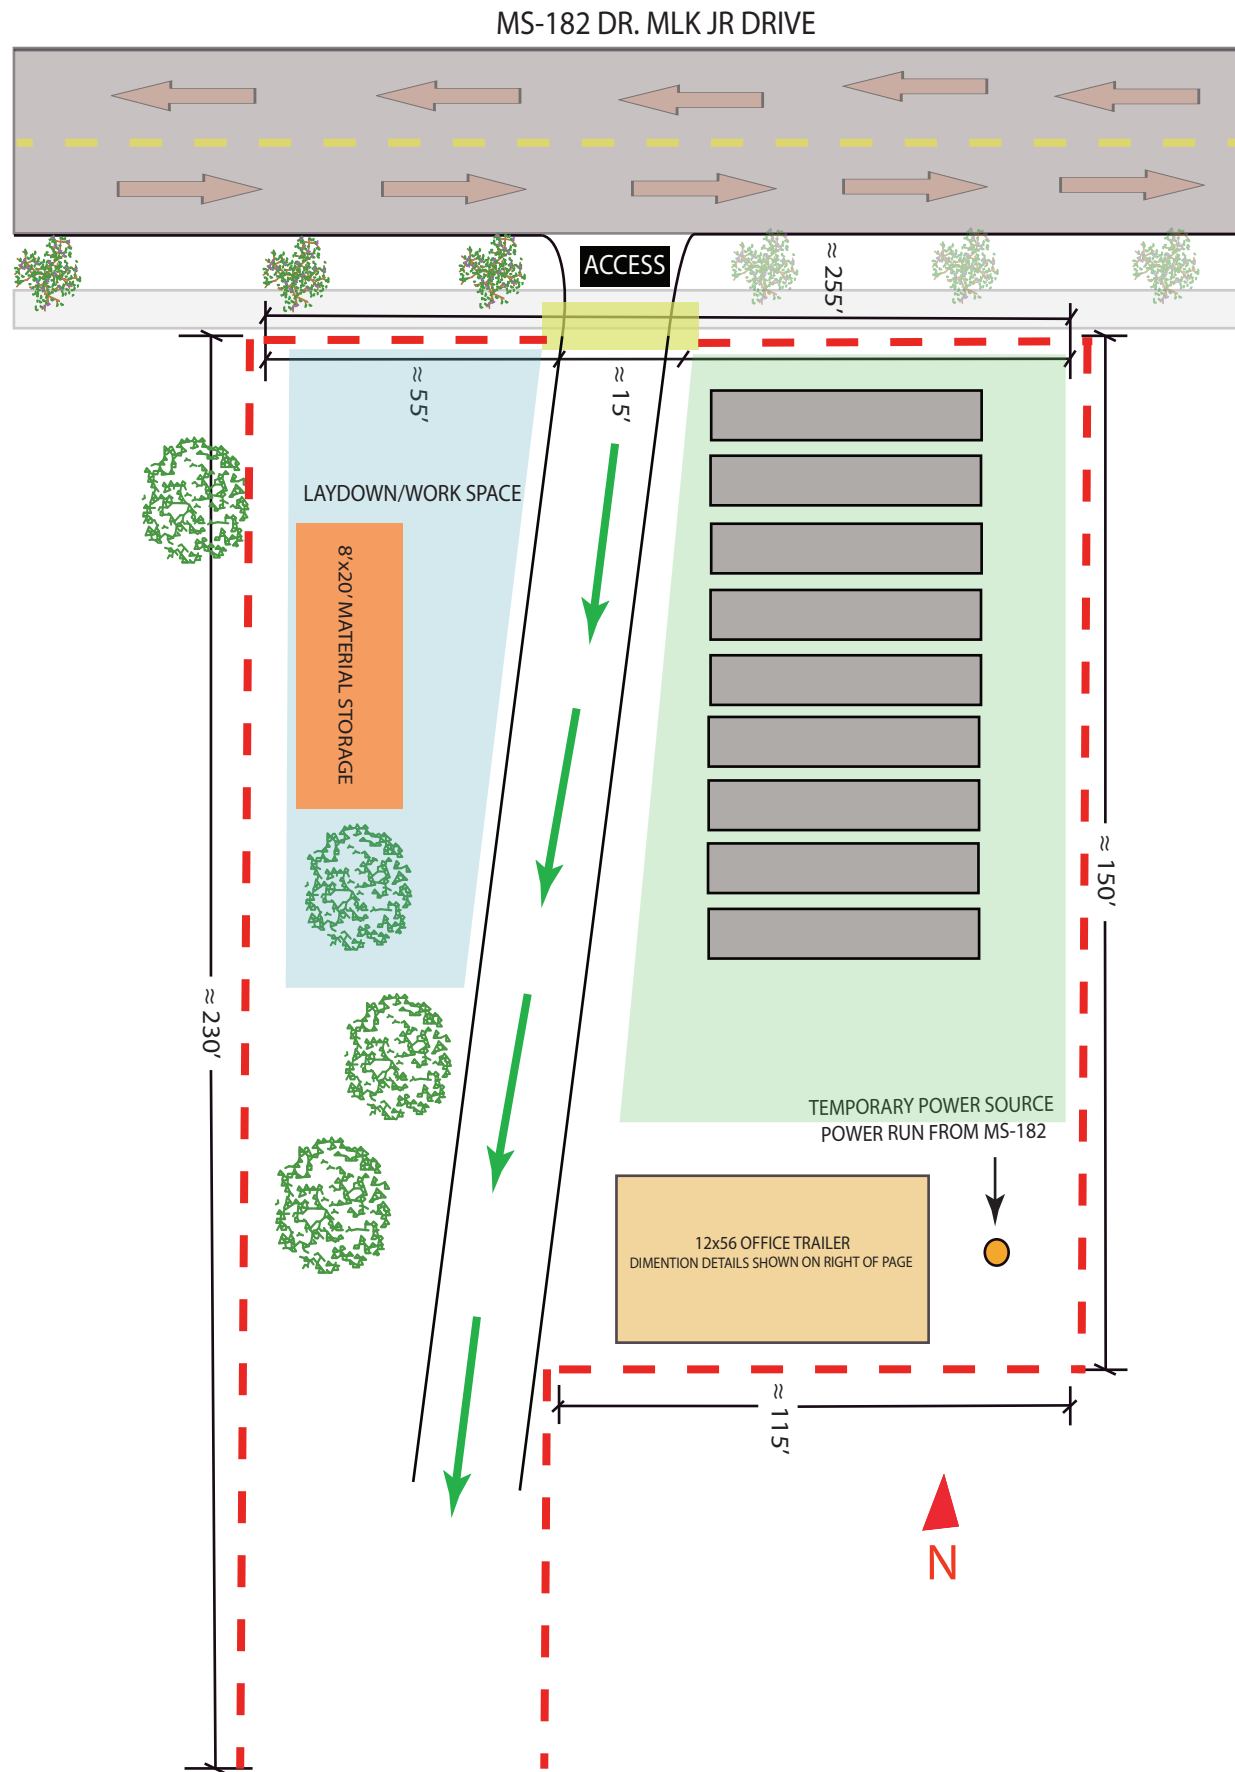 MS-182 DR. MLK JR DRIVE
ACCESS
≈ 255’
≈ 55’
≈ 15’
LAYDOWN/WORK SPACE
8’x20’ MATERIAL STORAGE
≈ 150’
≈ 230’
TEMPORARY POWER SOURCE
POWER RUN FROM MS-182
12x56 OFFICE TRAILER
DIMENTION DETAILS SHOWN ON RIGHT OF PAGE
≈ 115’
N